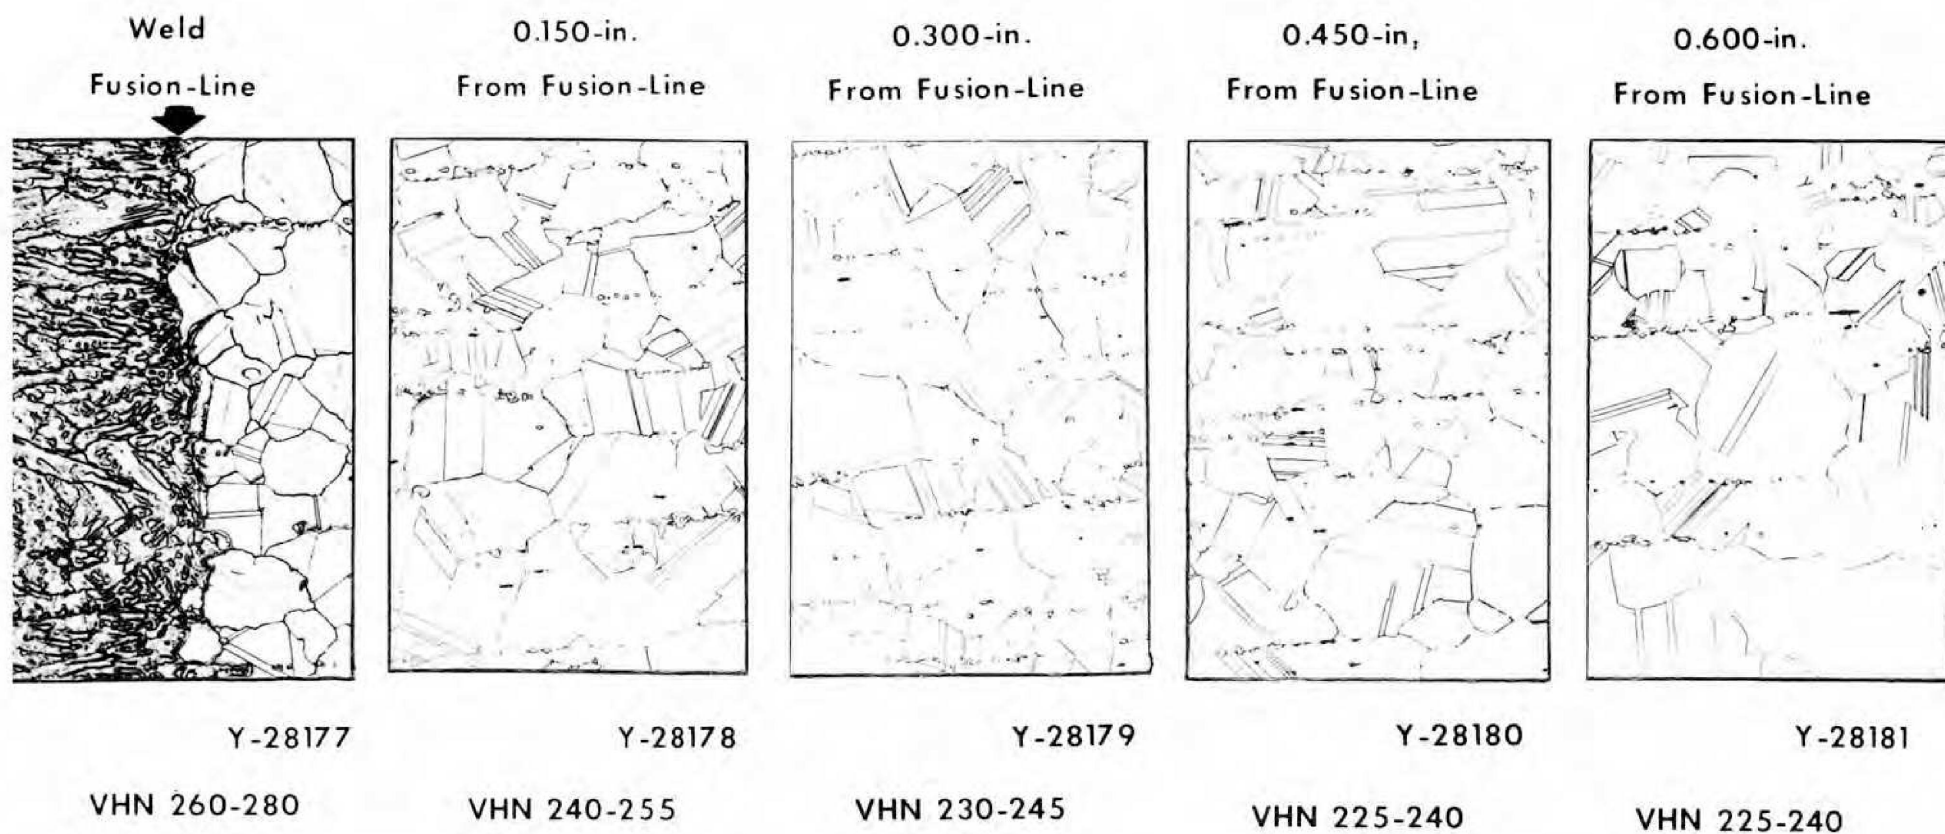 Weld
Fusion-Line
0.150-in.
From Fusion-Line
0.300-in.
From Fusion-Line
0.450-in,
From Fusion-Line
0.600-in.
From Fusion-Line
Y-28177
Y-28178
Y-28179
Y-28180
Y-28181
VHN 260-280
VHN 240-255
VHN 230-245
VHN 225-240
VHN 225-240